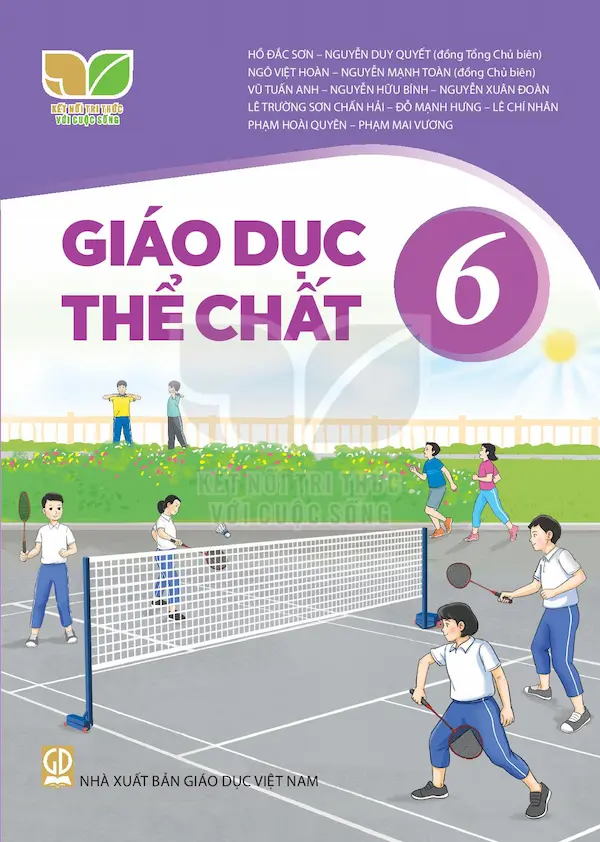 KẾT NỐI TRI THỨC
VỚI CUỘC SỐNG
HỒ ĐẮC SƠN – NGUYỄN DUY QUYẾT (đồng Tổng Chủ biên)
NGÔ VIỆT HOÀN – NGUYỄN MẠNH TOÀN (đồng Chủ biên)
VŨ TUẤN ANH – NGUYỄN HỮU BÍNH – NGUYỄN XUÂN ĐOÀN
LÊ TRƯỜNG SƠN CHẤN HẢI – ĐỖ MẠNH HƯNG – LÊ CHÍ NHÂN
PHẠM HOÀI QUYÊN – PHẠM MAI VƯƠNG
GIÁO DỤC
THỂ CHẤT
6
KẾT NỐI TRI THỨC
VỚI CUỘC SỐNG
GD
NHÀ XUẤT BẢN GIÁO DỤC VIỆT NAM